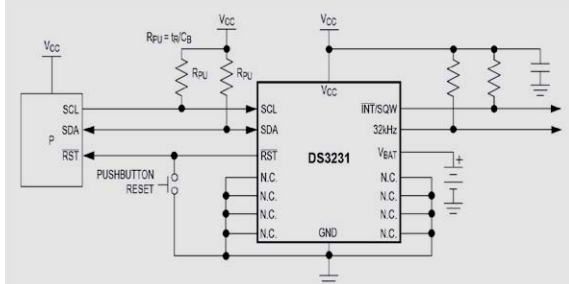 VCC
RPU = tR/CB
VCC
VCC
RPU
RPU
VCC
SCL
SCL
INT/SQW
SDA
SDA
32kHz
P
RST
RST
DS3231
VBAT
+
PUSHBUTTON
RESET
N.C.
N.C.
N.C.
N.C.
N.C.
N.C.
N.C.
N.C.
GND